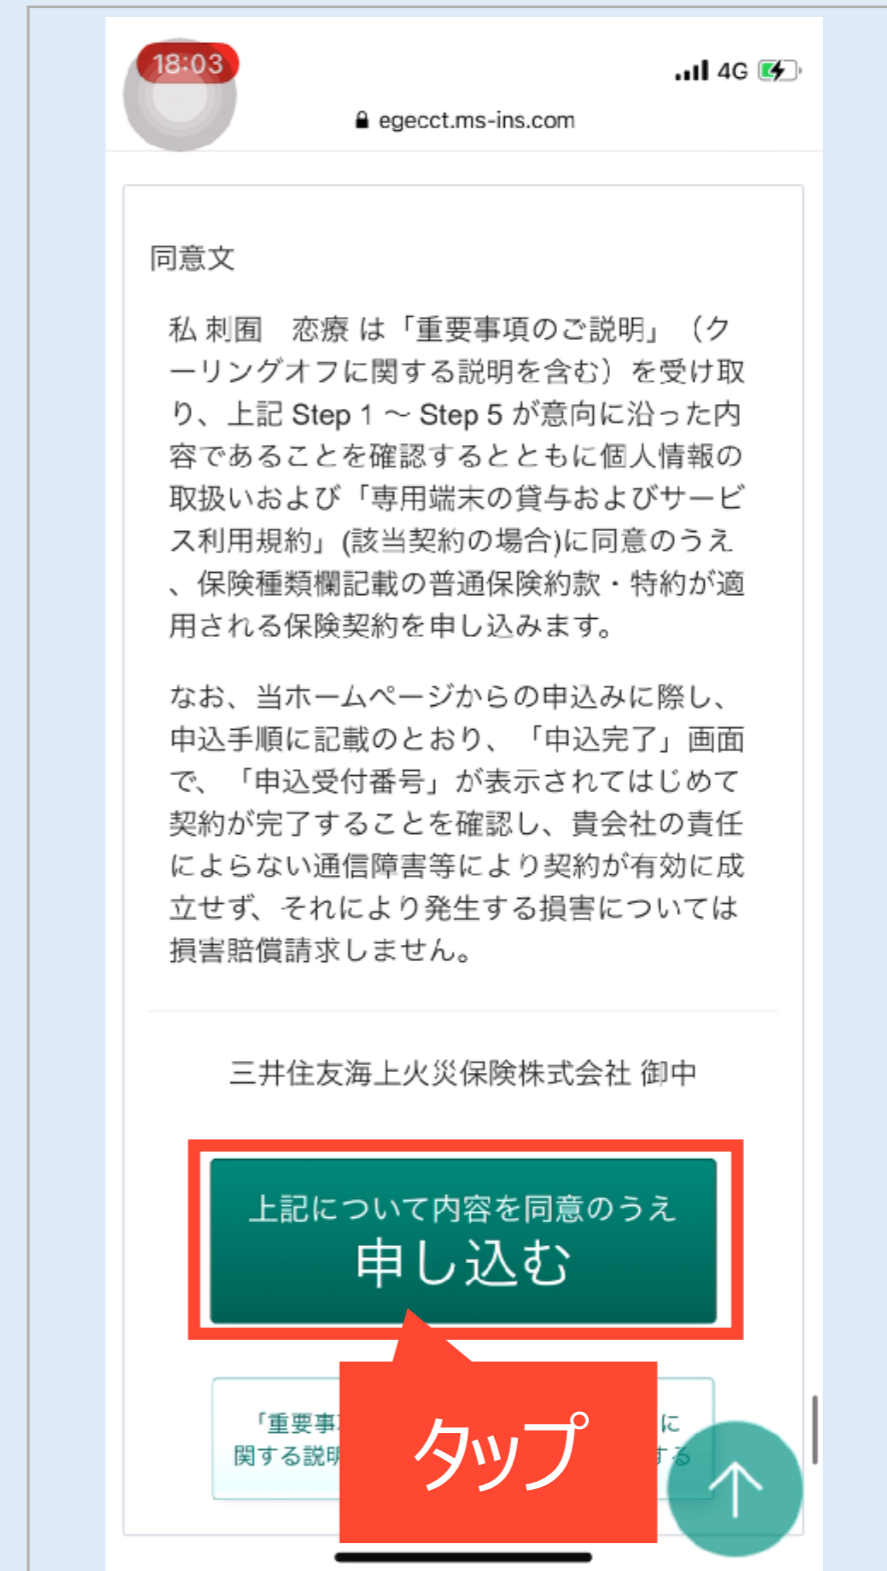 18:03
4G
egecct.ms-ins.com
同意文
私 刺囿　恋療 は「重要事項のご説明」（ク
ーリングオフに関する説明を含む）を受け取
り、上記 Step 1 ～ Step 5 が意向に沿った内
容であることを確認するとともに個人情報の
取扱いおよび「専用端末の貸与およびサービ
ス利用規約」(該当契約の場合)に同意のうえ
、保険種類欄記載の普通保険約款・特約が適
用される保険契約を申し込みます。
なお、当ホームページからの申込みに際し、
申込手順に記載のとおり、「申込完了」画面
で、「申込受付番号」が表示されてはじめて
契約が完了することを確認し、貴会社の責任
によらない通信障害等により契約が有効に成
立せず、それにより発生する損害については
損害賠償請求しません。
三井住友海上火災保険株式会社 御中
上記について内容を同意のうえ
申し込む
「重要事 に
関する説明 する
タップ